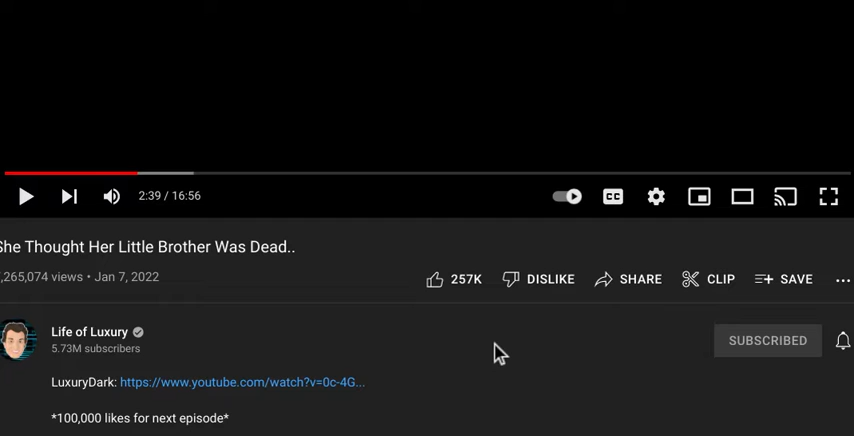 CC
2:39 / 16:56
She Thought Her Little Brother Was Dead..
,265,074 views • Jan 7, 2022
257K
DISLIKE
SHARE
CLIP
SAVE
Life of Luxury
5.73M subscribers
SUBSCRIBED
LuxuryDark: https://www.youtube.com/watch?v=0c-4G...
*100,000 likes for next episode*